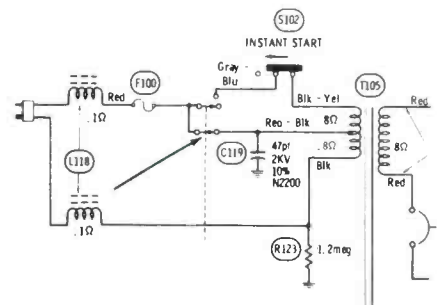 S102
INSTANT START
Gray
Blu
F100
Red
.1Ω
T105
Blk - Yel
Red
Red - Blk
8Ω
8Ω
.8Ω
L118
C119
47pf
2KV
10%
N2200
Blk
Red
.1Ω
R123
1.2meg